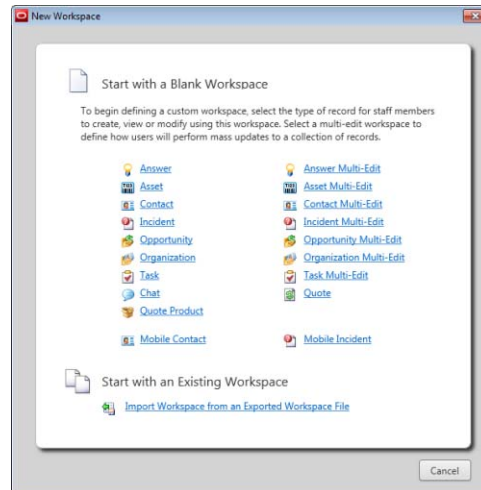 New Workspace
Start with a Blank Workspace
To begin defining a custom workspace, select the type of record for staff members
to create, view or modify using this workspace. Select a multi-edit workspace to
define how users will perform mass updates to a collection of records.
Answer
Answer Multi-Edit
Asset
Asset Multi-Edit
Contact
Contact Multi-Edit
Incident
Incident Multi-Edit
Opportunity
Opportunity Multi-Edit
Organization
Organization Multi-Edit
Task
Task Multi-Edit
Chat
Quote
Quote Product
Mobile Contact
Mobile Incident
Start with an Existing Workspace
Import Workspace from an Exported Workspace File
Cancel